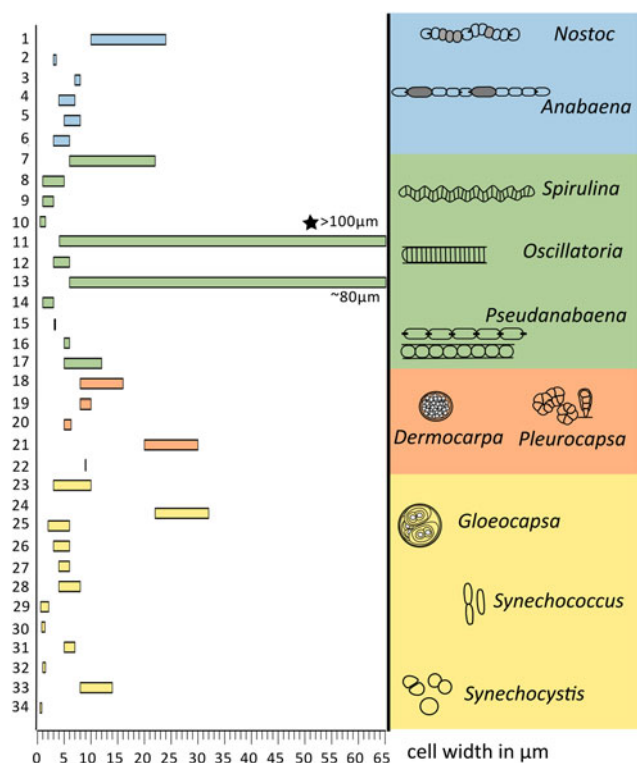 1
Nostoc
2
3
4
Anabaena
5
6
7
8
Spirulina
9
10
★>100µm
11
Oscillatoria
12
13
~80µm
14
Pseudanabaena
15
16
17
18
19
20
Dermocarpa Pleurocapsa
21
22
23
24
Gloeocapsa
25
26
27
28
Synechococcus
29
30
31
32
33
Synechocystis
34
0 5 10 15 20 25 30 35 40 45 50 55 60 65
cell width in µm